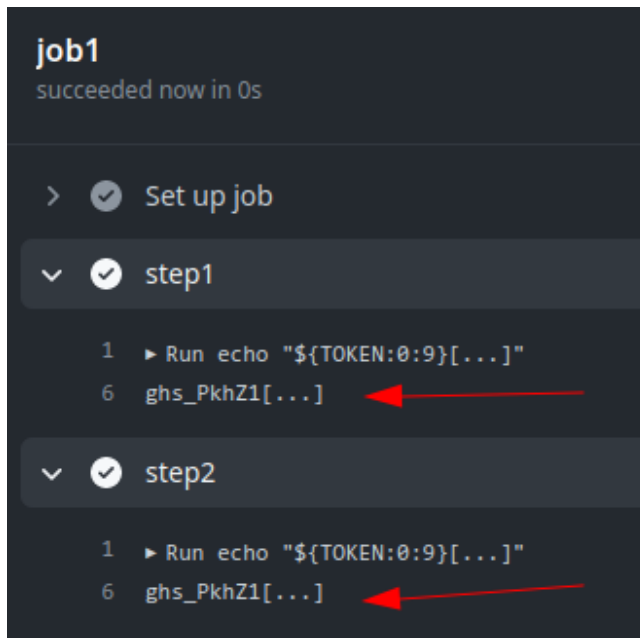 job1
succeeded now in 0s
Set up job
step1
1 ▸ Run echo "${TOKEN:0:9}[...]"
6 ghs_PkhZ1[...]
step2
1 ▸ Run echo "${TOKEN:0:9}[...]"
6 ghs_PkhZ1[...]